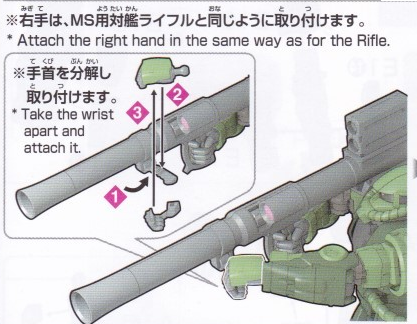 ※右手は、MS用対艦ライフルと同じように取り付けます。
* Attach the right hand in the same way as for the Rifle.
※手首を分解し
取り付けます。
* Take the wrist
apart and
attach it.
2
3
1